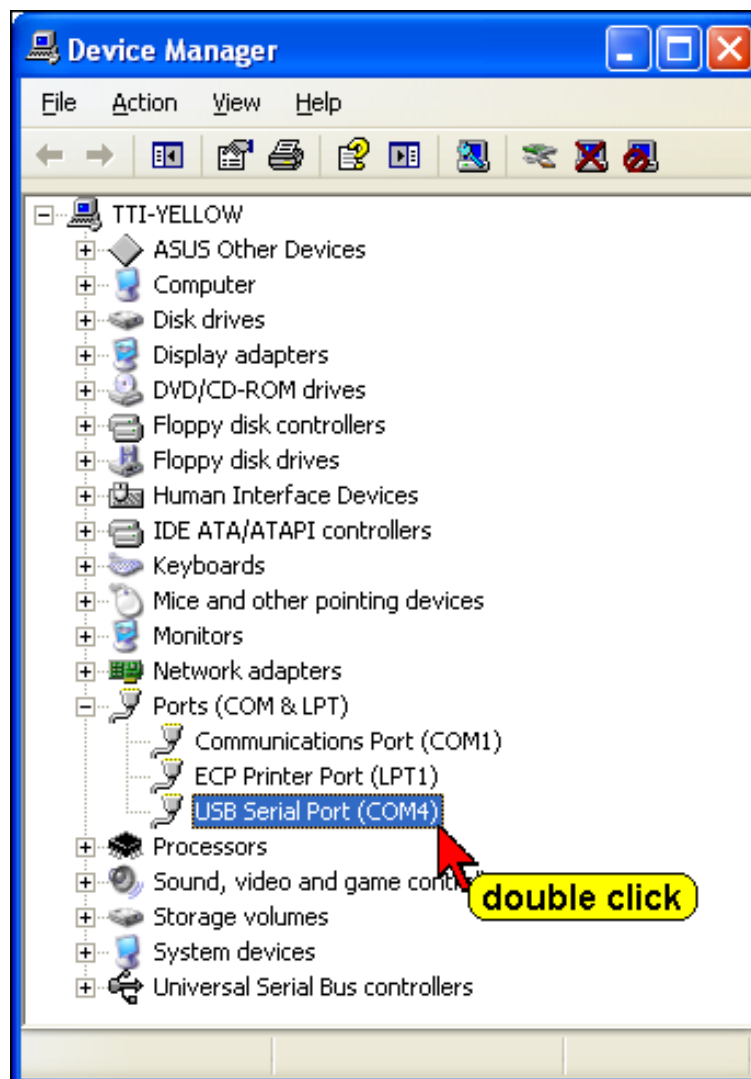 Device Manager
File Action View Help
TTI-YELLOW
ASUS Other Devices
Computer
Disk drives
Display adapters
DVD/CD-ROM drives
Floppy disk controllers
Floppy disk drives
Human Interface Devices
IDE ATA/ATAPI controllers
Keyboards
Mice and other pointing devices
Monitors
Network adapters
Ports (COM & LPT)
Communications Port (COM1)
ECP Printer Port (LPT1)
USB Serial Port (COM4)
Processors
Sound, video and game
double click
Storage volumes
System devices
Universal Serial Bus controllers